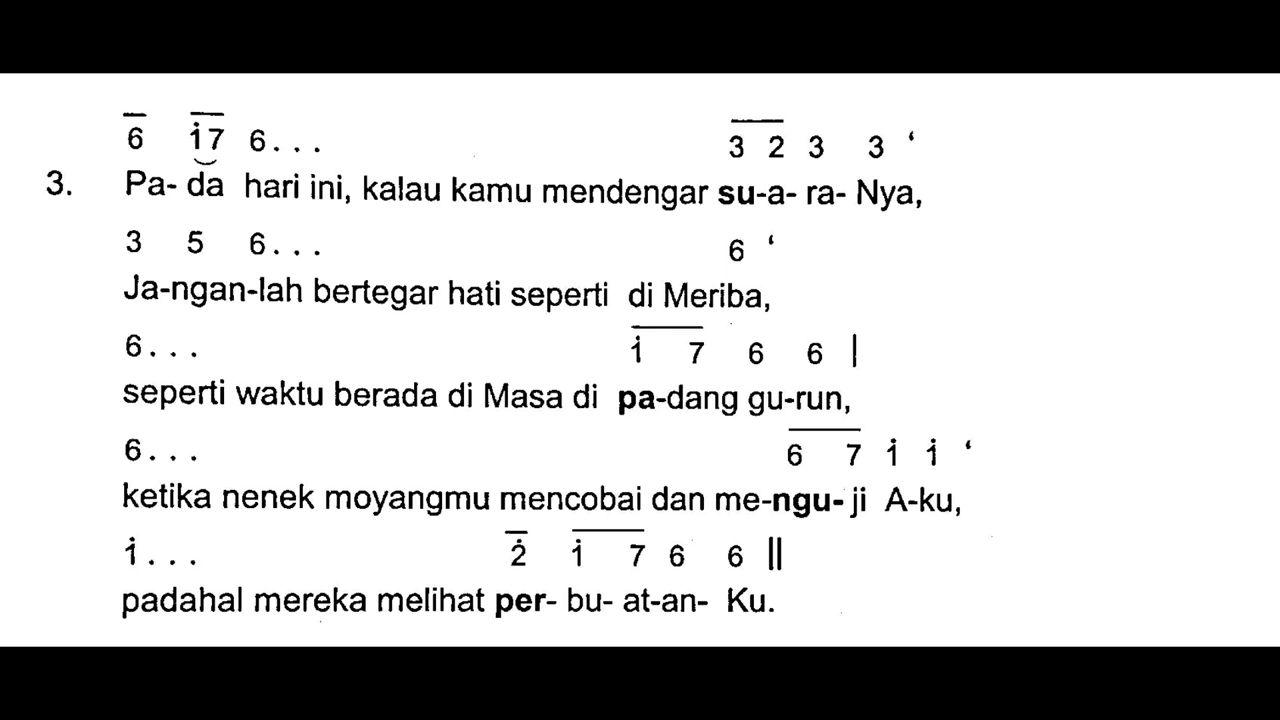 6 i̇7 6...  3 2 3 3 ‘
3. Pa- da hari ini, kalau kamu mendengar su-a- ra- Nya,
3 5 6... 6 ‘
Ja-ngan-lah bertegar hati seperti di Meriba,
6... 1̇ 7 6 6 |
seperti waktu berada di Masa di pa-dang gu-run,
6... 6 7 1̇ 1̇ ‘
ketika nenek moyangmu mencobai dan me-ngu-ji A-ku,
1̇... 2̇ 1̇ 7 6 6 ||
padahal mereka melihat per- bu- at-an- Ku.